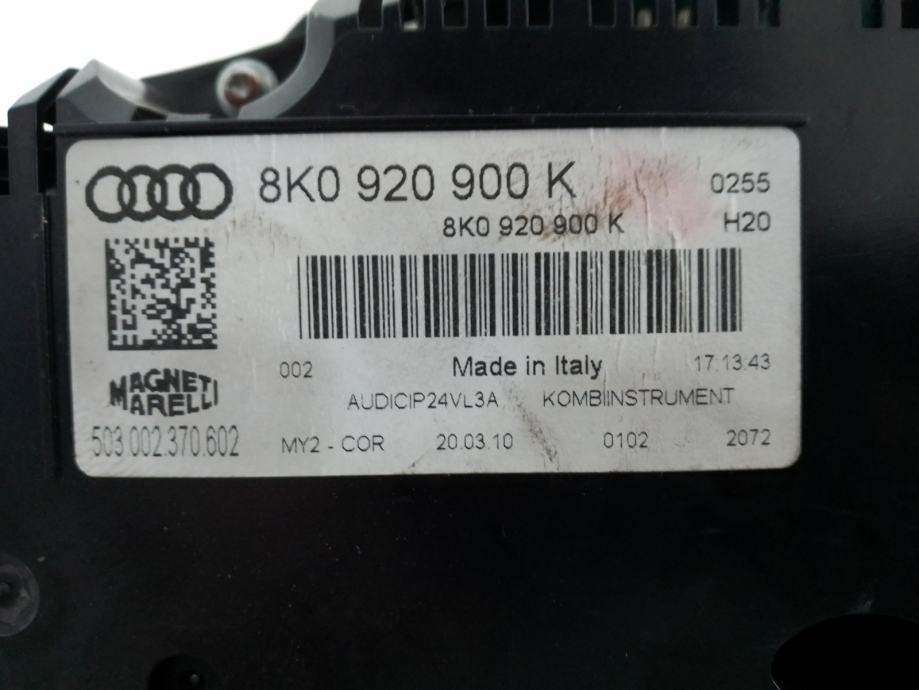 8K0 920 900 K 0255
8K0 920 900 K H20
002 Made in Italy 17.13.43
MAGNETI MARELLI
AUDICIP24VL3A KOMBIINSTRUMENT
503.002.370.602 MY2 - COR 20.03.10 0102 2072